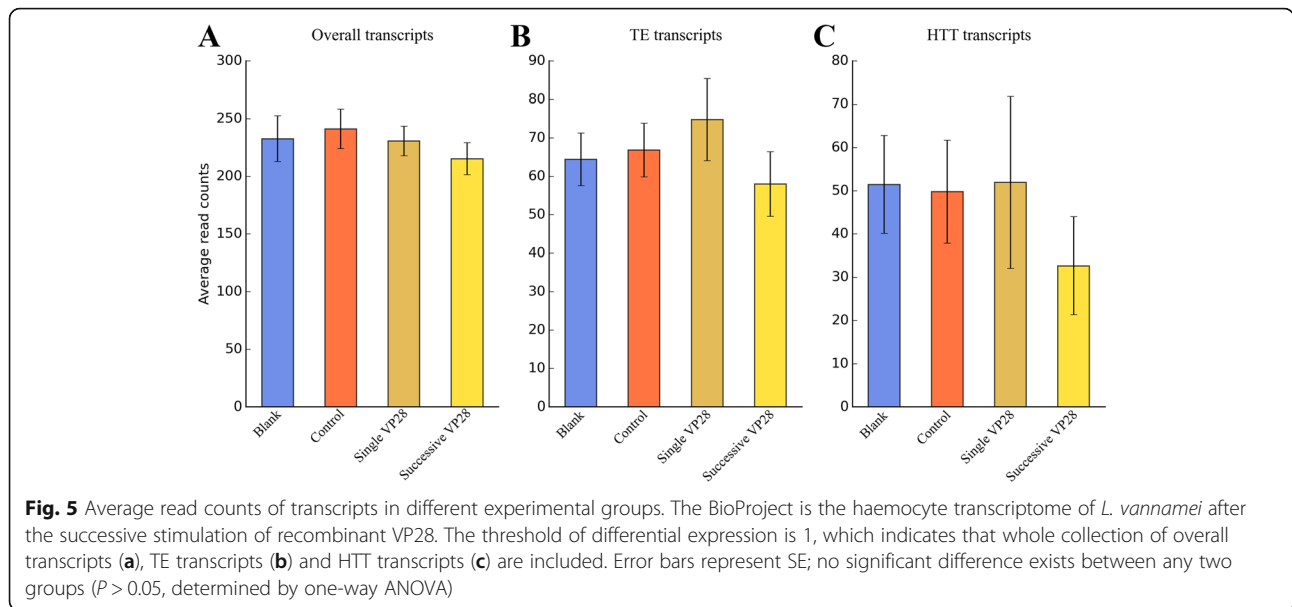 A Overall transcripts
300
250
200
150
100
50
0
Average read counts
Blank
Control
Single VP28
Successive VP28
B TE transcripts
90
80
70
60
50
40
30
20
10
0
Blank
Control
Single VP28
Successive VP28
C HTT transcripts
80
70
60
50
40
30
20
10
0
Blank
Control
Single VP28
Successive VP28
Fig. 5 Average read counts of transcripts in different experimental groups. The BioProject is the haemocyte transcriptome of L. vannamei after
the successive stimulation of recombinant VP28. The threshold of differential expression is 1, which indicates that whole collection of overall
transcripts (a), TE transcripts (b) and HTT transcripts (c) are included. Error bars represent SE; no significant difference exists between any two
groups (P > 0.05, determined by one-way ANOVA)